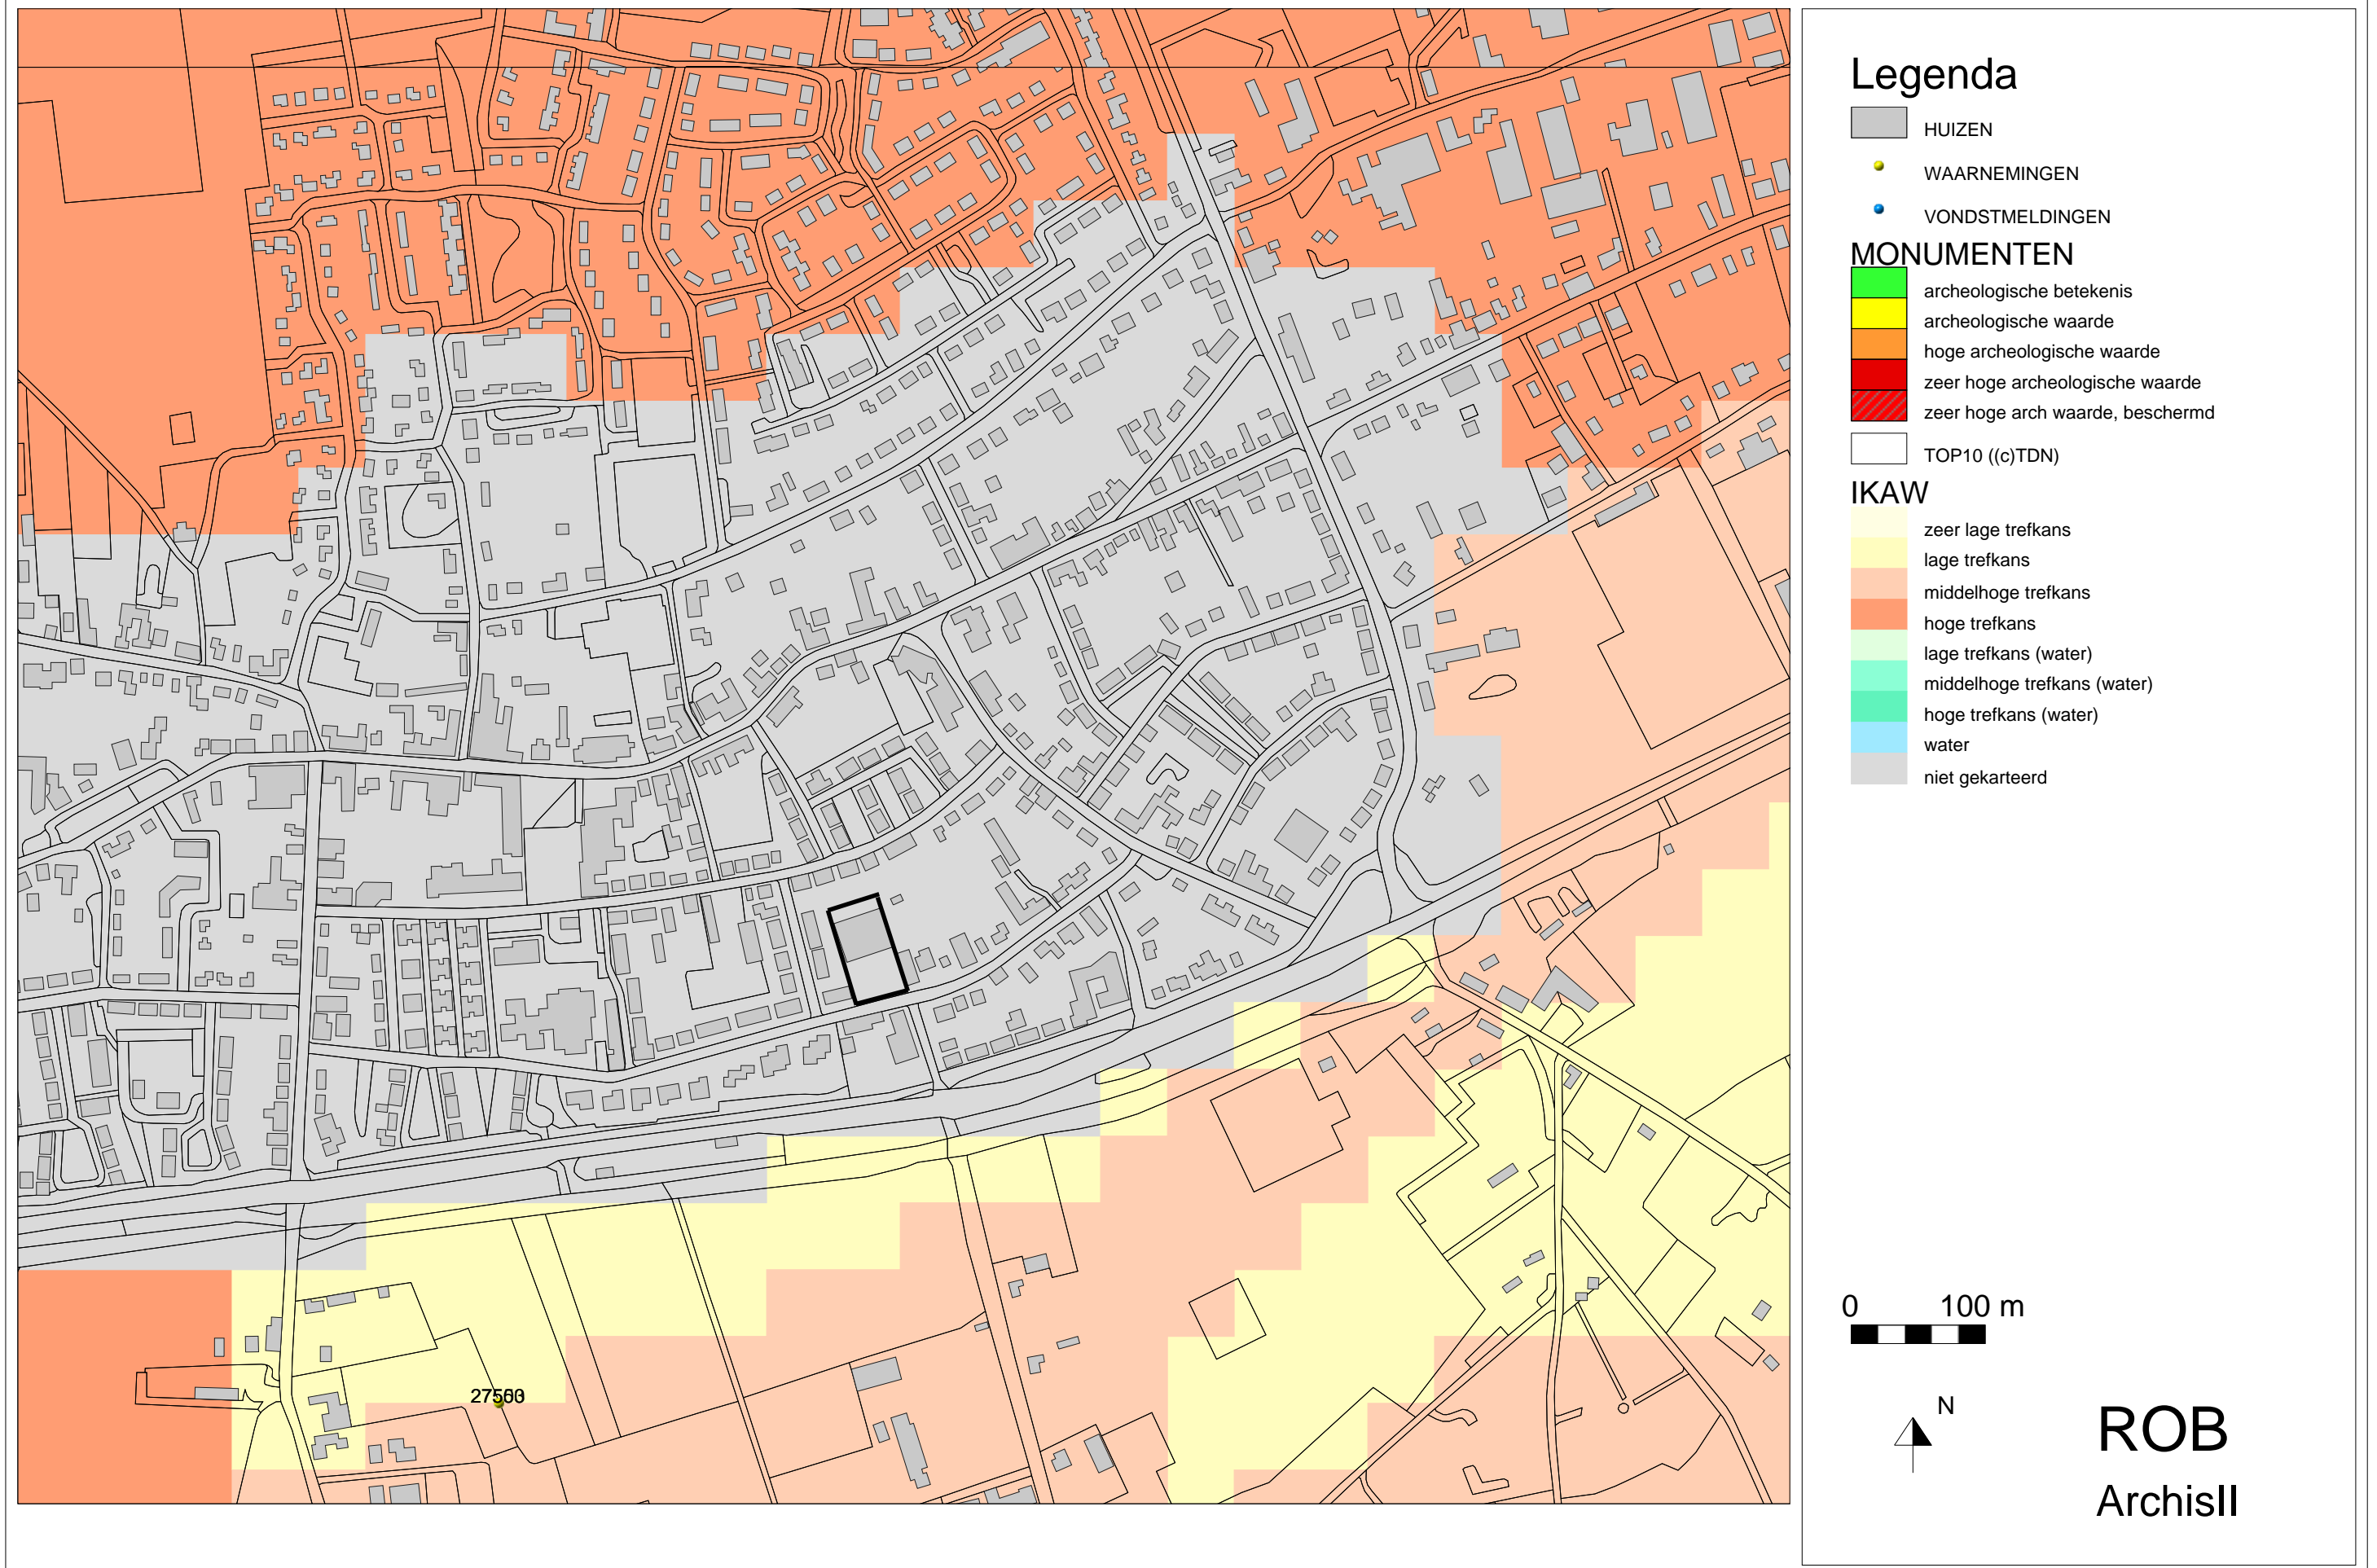 Legenda
HUIZEN
WAARNEMINGEN
VONDSTMELDINGEN
MONUMENTEN
archeologische betekenis
archeologische waarde
hoge archeologische waarde
zeer hoge archeologische waarde
zeer hoge arch waarde, beschermd
TOP10 ((c)TDN)
IKAW
zeer lage trefkans
lage trefkans
middelhoge trefkans
hoge trefkans
lage trefkans (water)
middelhoge trefkans (water)
hoge trefkans (water)
water
niet gekarteerd
0 100 m
N
ROB
ArchisII